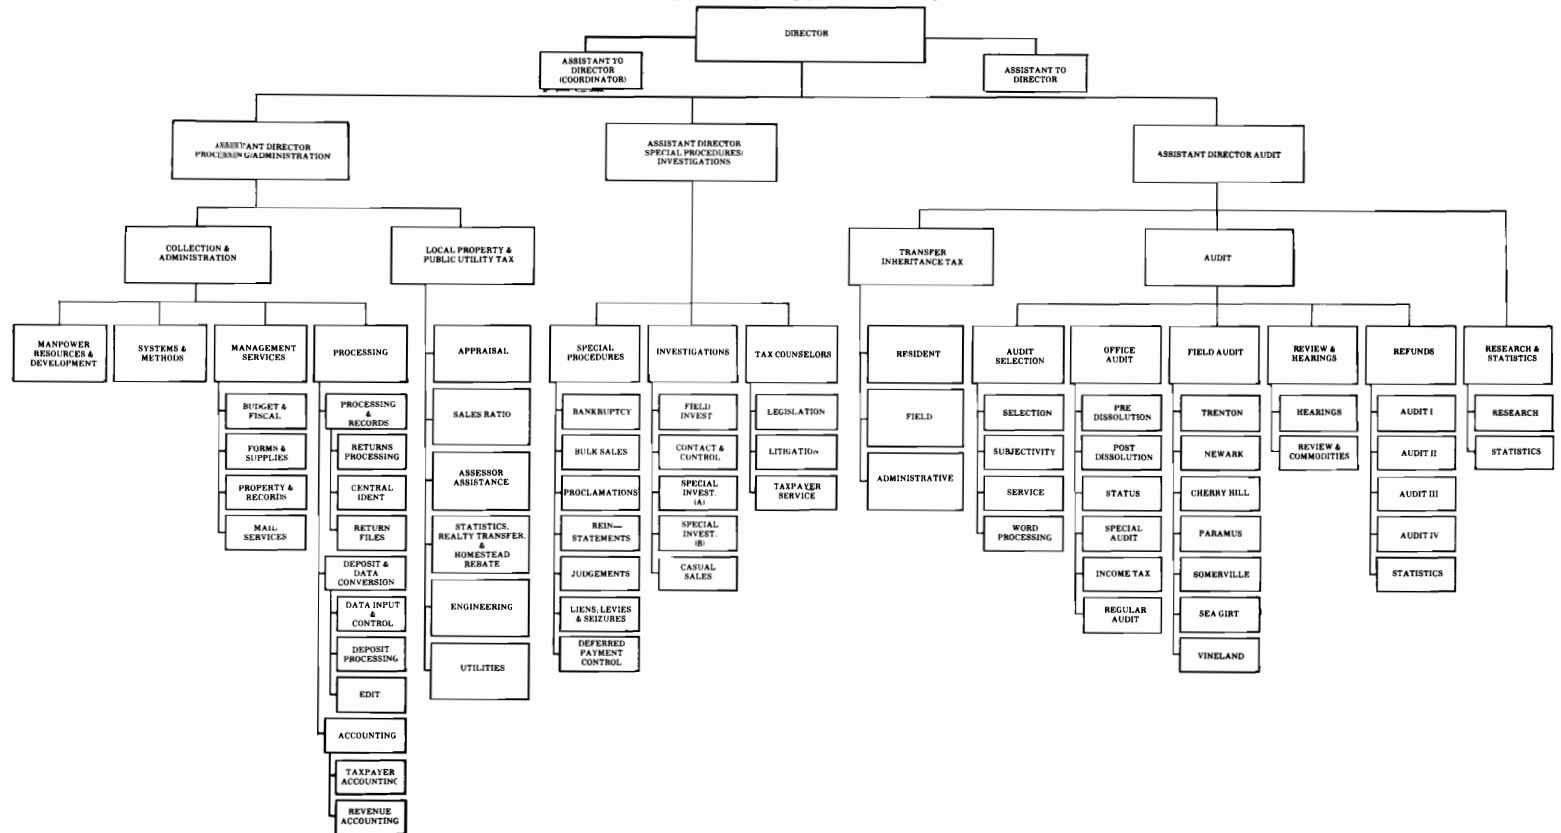 DIRECTOR
ASSISTANT TO
DIRECTOR
(COORDINATOR)
ASSISTANT TO
DIRECTOR
DIRECTOR
PROCESSING/ADMINISTRATION
ASSISTANT DIRECTOR
SPECIAL PROCEDURES/
INVESTIGATIONS
ASSISTANT DIRECTOR AUDIT
COLLECTION &
ADMINISTRATION
LOCAL PROPERTY &
PUBLIC UTILITY TAX
TRANSFER
INHERITANCE TAX
AUDIT
MANPOWER
RESOURCES &
DEVELOPMENT
SYSTEMS &
METHODS
MANAGEMENT
SERVICES
PROCESSING
APPRAISAL
SPECIAL
PROCEDURES
INVESTIGATIONS
TAX COUNSELORS
RESIDENT
AUDIT
SELECTION
OFFICE
AUDIT
FIELD AUDIT
REVIEW &
HEARINGS
REFUNDS
RESEARCH &
STATISTICS
BUDGET &
FISCAL
FORMS &
SUPPLIES
PROPERTY &
RECORDS
MAIL
SERVICES
PROCESSING
&
RECORDS
RETURNS
PROCESSING
CENTRAL
IDENT
RETURN
FILES
DEPOSIT &
DATA
CONVERSION
DATA INPUT
&
CONTROL
DEPOSIT
PROCESSING
EDIT
ACCOUNTING
TAXPAYER
ACCOUNTING
REVENUE
ACCOUNTING
SALES RATIO
ASSESSOR
ASSISTANCE
STATISTICS,
REALTY TRANSFER,
&
HOMESTEAD
REBATE
ENGINEERING
UTILITIES
BANKRUPTCY
BULK SALES
PROCLAMATIONS
REIN—
STATEMENTS
JUDGEMENTS
LIENS, LEVIES
& SEIZURES
DEFERRED
PAYMENT
CONTROL
FIELD
INVEST
CONTACT &
CONTROL
SPECIAL
INVEST.
(A)
SPECIAL
INVEST.
(B)
CASUAL
SALES
LEGISLATION
LITIGATION
TAXPAYER
SERVICE
FIELD
ADMINISTRATIVE
SELECTION
SUBJECTIVITY
SERVICE
WORD
PROCESSING
PRE
DISSOLUTION
POST
DISSOLUTION
STATUS
SPECIAL
AUDIT
INCOME TAX
REGULAR
AUDIT
TRENTON
NEWARK
CHERRY HILL
PARAMUS
SOMERVILLE
SEA GIRT
VINELAND
HEARINGS
REVIEW &
COMMODITIES
AUDIT I
AUDIT II
AUDIT III
AUDIT IV
STATISTICS
RESEARCH
STATISTICS